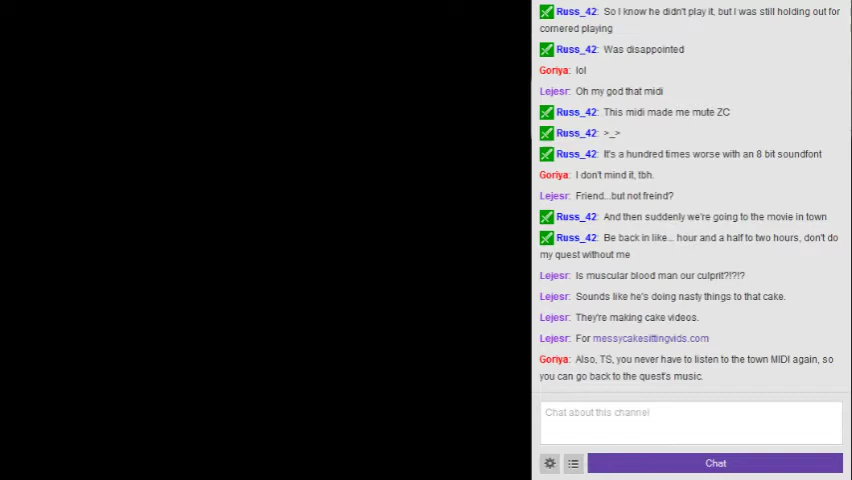 Russ_42: So I know he didn't play it, but I was still holding out for
cornered playing
Russ_42: Was disappointed
Goriya: lol
Lejesr: Oh my god that midi
Russ_42: This midi made me mute ZC
Russ_42: >_>
Russ_42: It's a hundred times worse with an 8 bit soundfont
Goriya: I don't mind it, tbh.
Lejesr: Friend...but not freind?
Russ_42: And then suddenly we're going to the movie in town
Russ_42: Be back in like... hour and a half to two hours, don't do
my quest without me
Lejesr: Is muscular blood man our culprit?!?!?
Lejesr: Sounds like he's doing nasty things to that cake.
Lejesr: They're making cake videos.
Lejesr: For messycakesittingvids.com
Goriya: Also, TS, you never have to listen to the town MIDI again, so
you can go back to the quest's music.
Chat about this channel
Chat